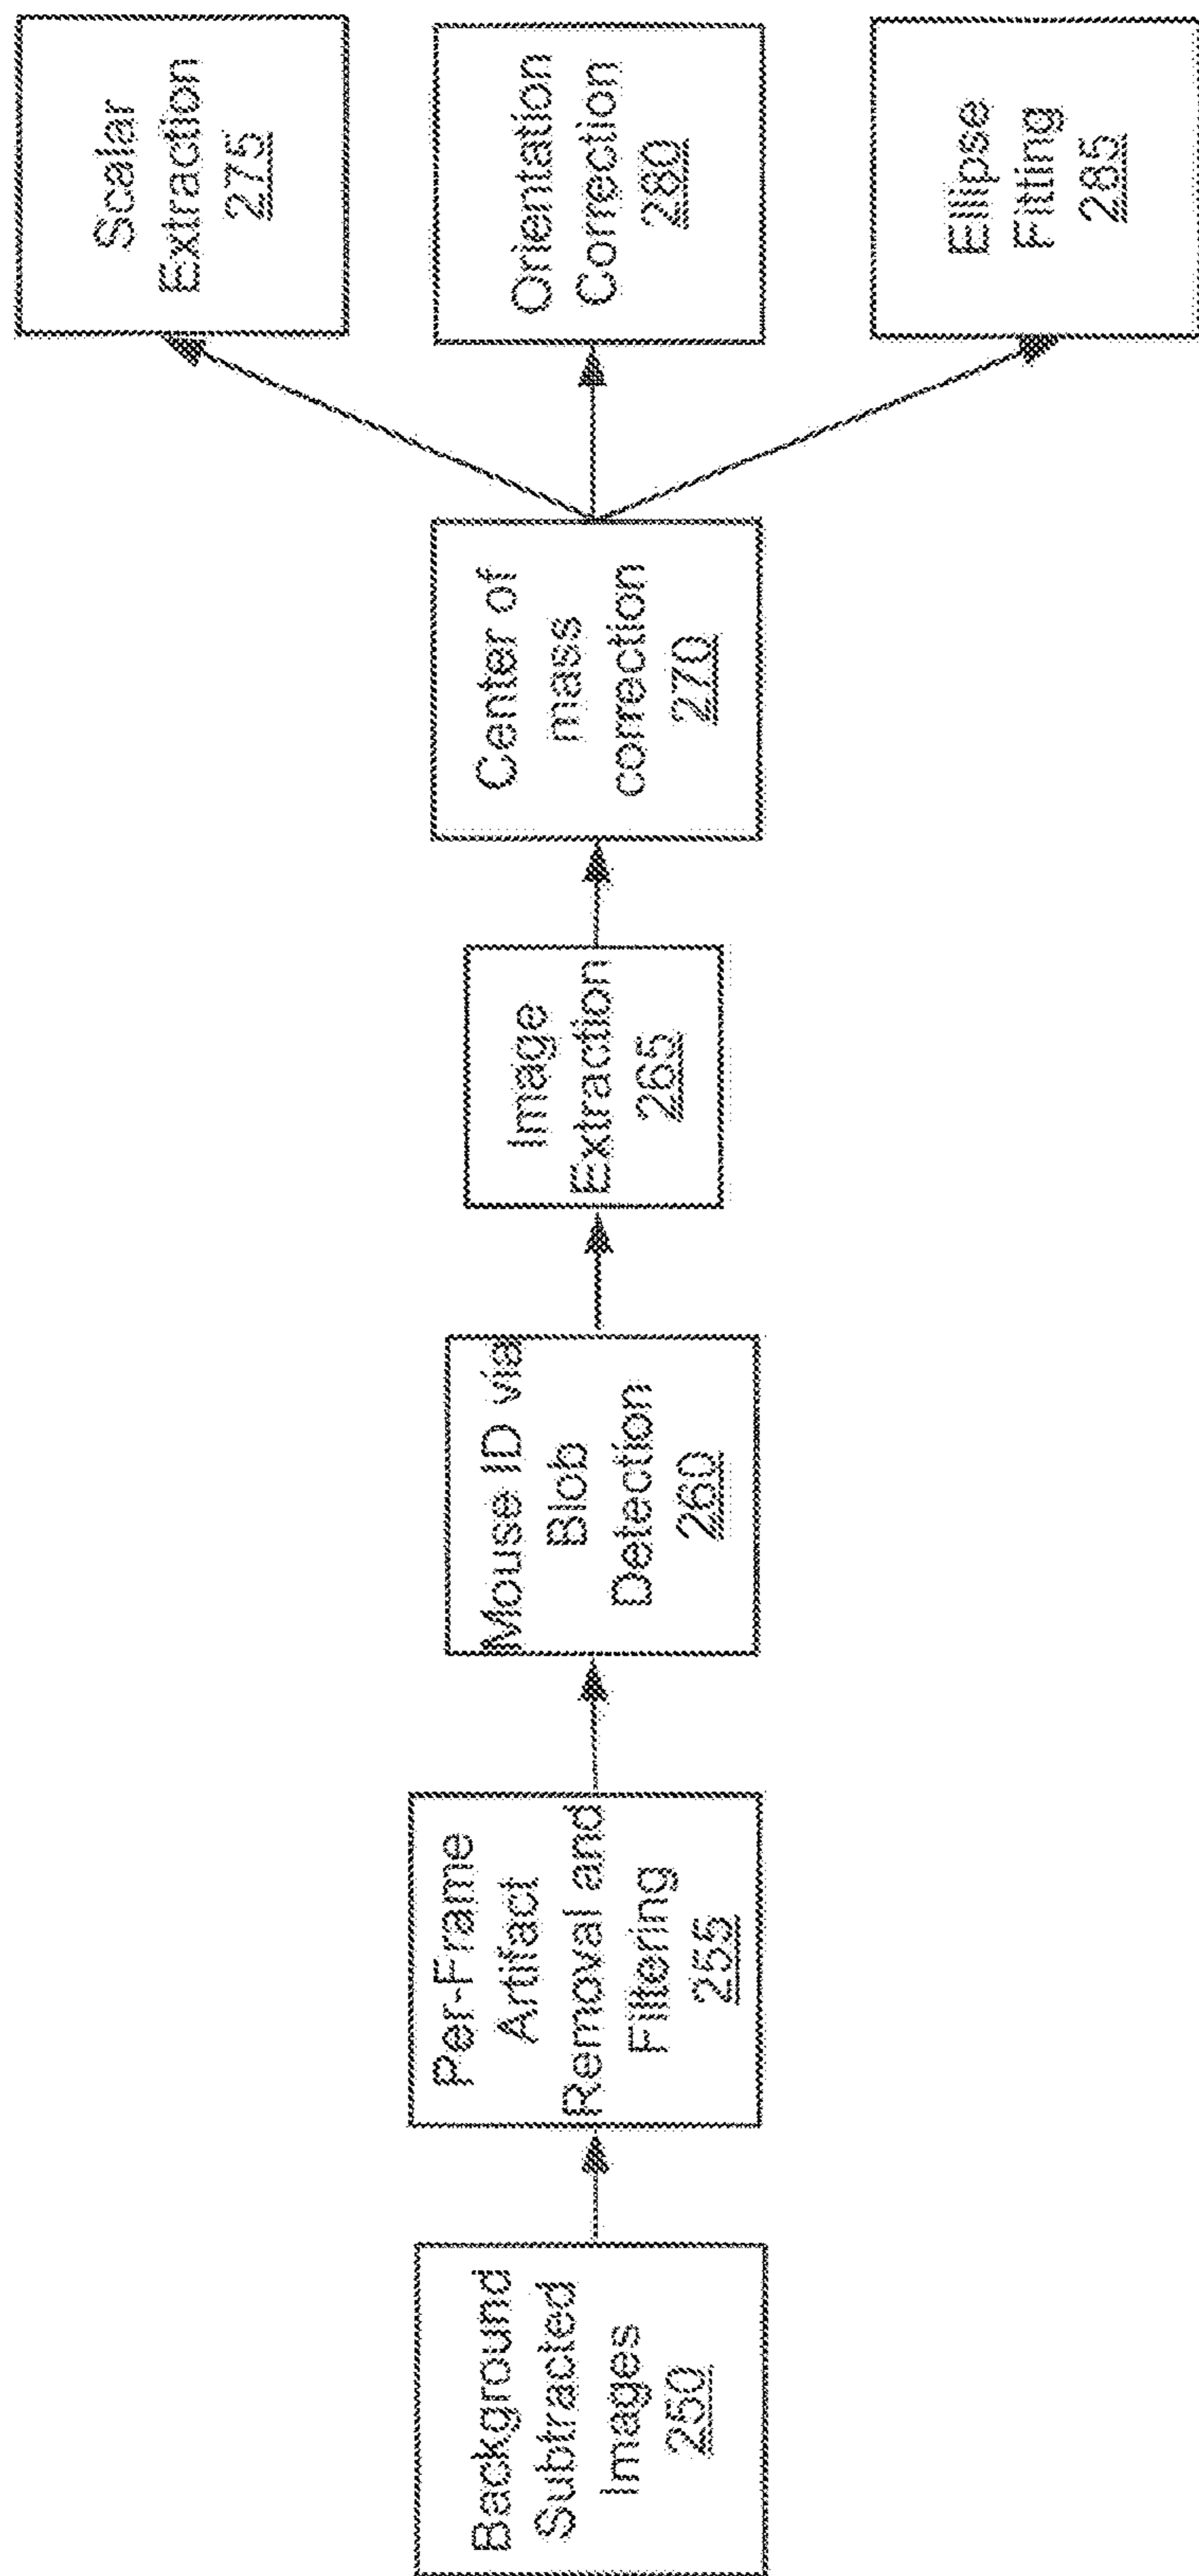 Background
Subtracted
Images
250
Per-Frame
Artifact
Removal and
Filtering
255
Mouse ID via
Blob
Detection
260
Image
Extraction
265
Center of
mass
correction
270
Scalar
Extraction
275
Orientation
Correction
280
Ellipse
Fitting
285